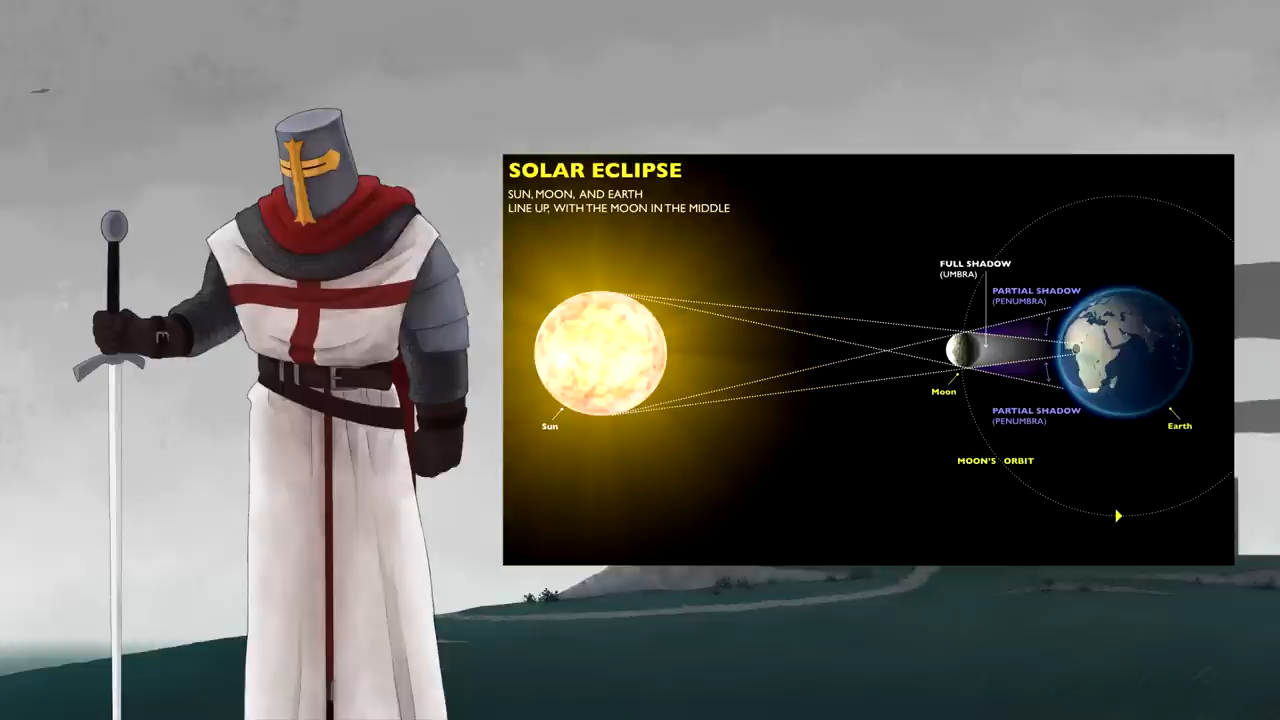 SOLAR ECLIPSE
SUN, MOON, AND EARTH
LINE UP, WITH THE MOON IN THE MIDDLE
FULL SHADOW
(UMBRA)
PARTIAL SHADOW
(PENUMBRA)
Moon
Sun
PARTIAL SHADOW
(PENUMBRA)
Earth
MOON'S ORBIT